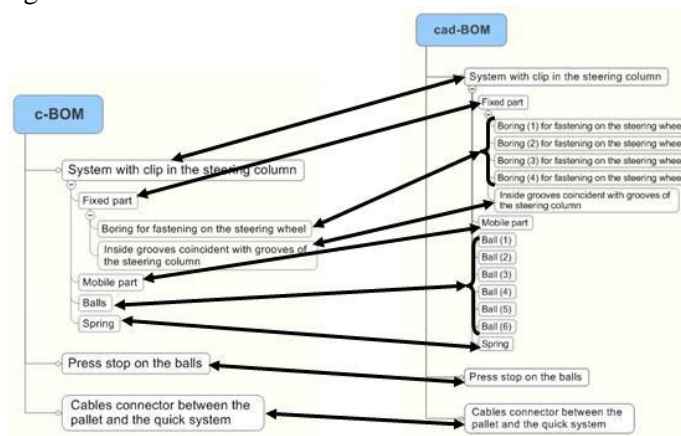 c-BOM
System with clip in the steering column
Fixed part
Boring for fastening on the steering wheel
Inside grooves coincident with grooves of
the steering column
Mobile part
Balls
Spring
Press stop on the balls
Cables connector between the
pallet and the quick system
cad-BOM
System with clip in the steering column
Fixed part
Boring (1) for fastening on the steering whee
Boring (2) for fastening on the steering whee
Boring (3) for fastening on the steering whee
Boring (4) for fastening on the steering whee
Inside grooves coincident with grooves of
the steering column
Mobile part
Ball (1)
Ball (2)
Ball (3)
Ball (4)
Ball (5)
Ball (6)
Spring
Press stop on the balls
Cables connector between the
pallet and the quick system